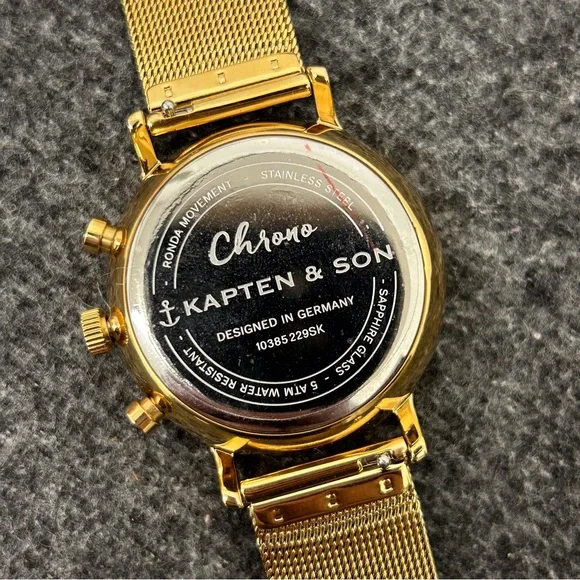 RONDA MOVEMENT - STAINLESS STEEL
Chrono
KAPTEN & SON
DESIGNED IN GERMANY
10385229SK
- SAPPHIRE GLASS - 5 ATM WATER RESISTANT -